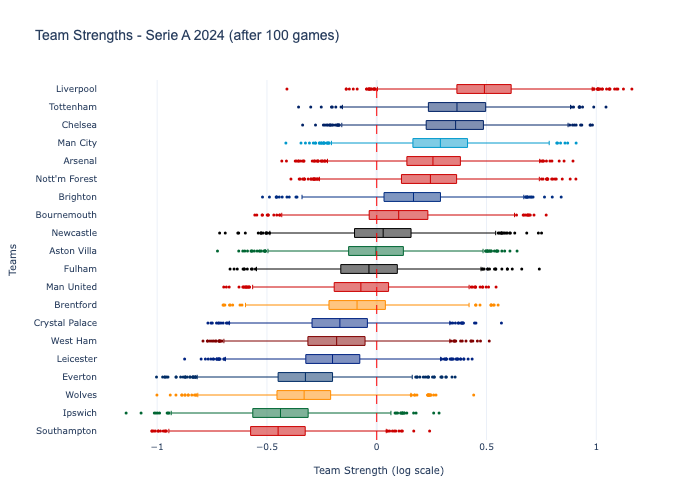 Team Strengths - Serie A 2024 (after 100 games)
Liverpool
Tottenham
Chelsea
Man City
Arsenal
Nott'm Forest
Brighton
Bournemouth
Newcastle
Aston Villa
Fulham
Man United
Brentford
Crystal Palace
West Ham
Leicester
Everton
Wolves
Ipswich
Southampton
Teams
−1
−0.5
0
0.5
1
Team Strength (log scale)